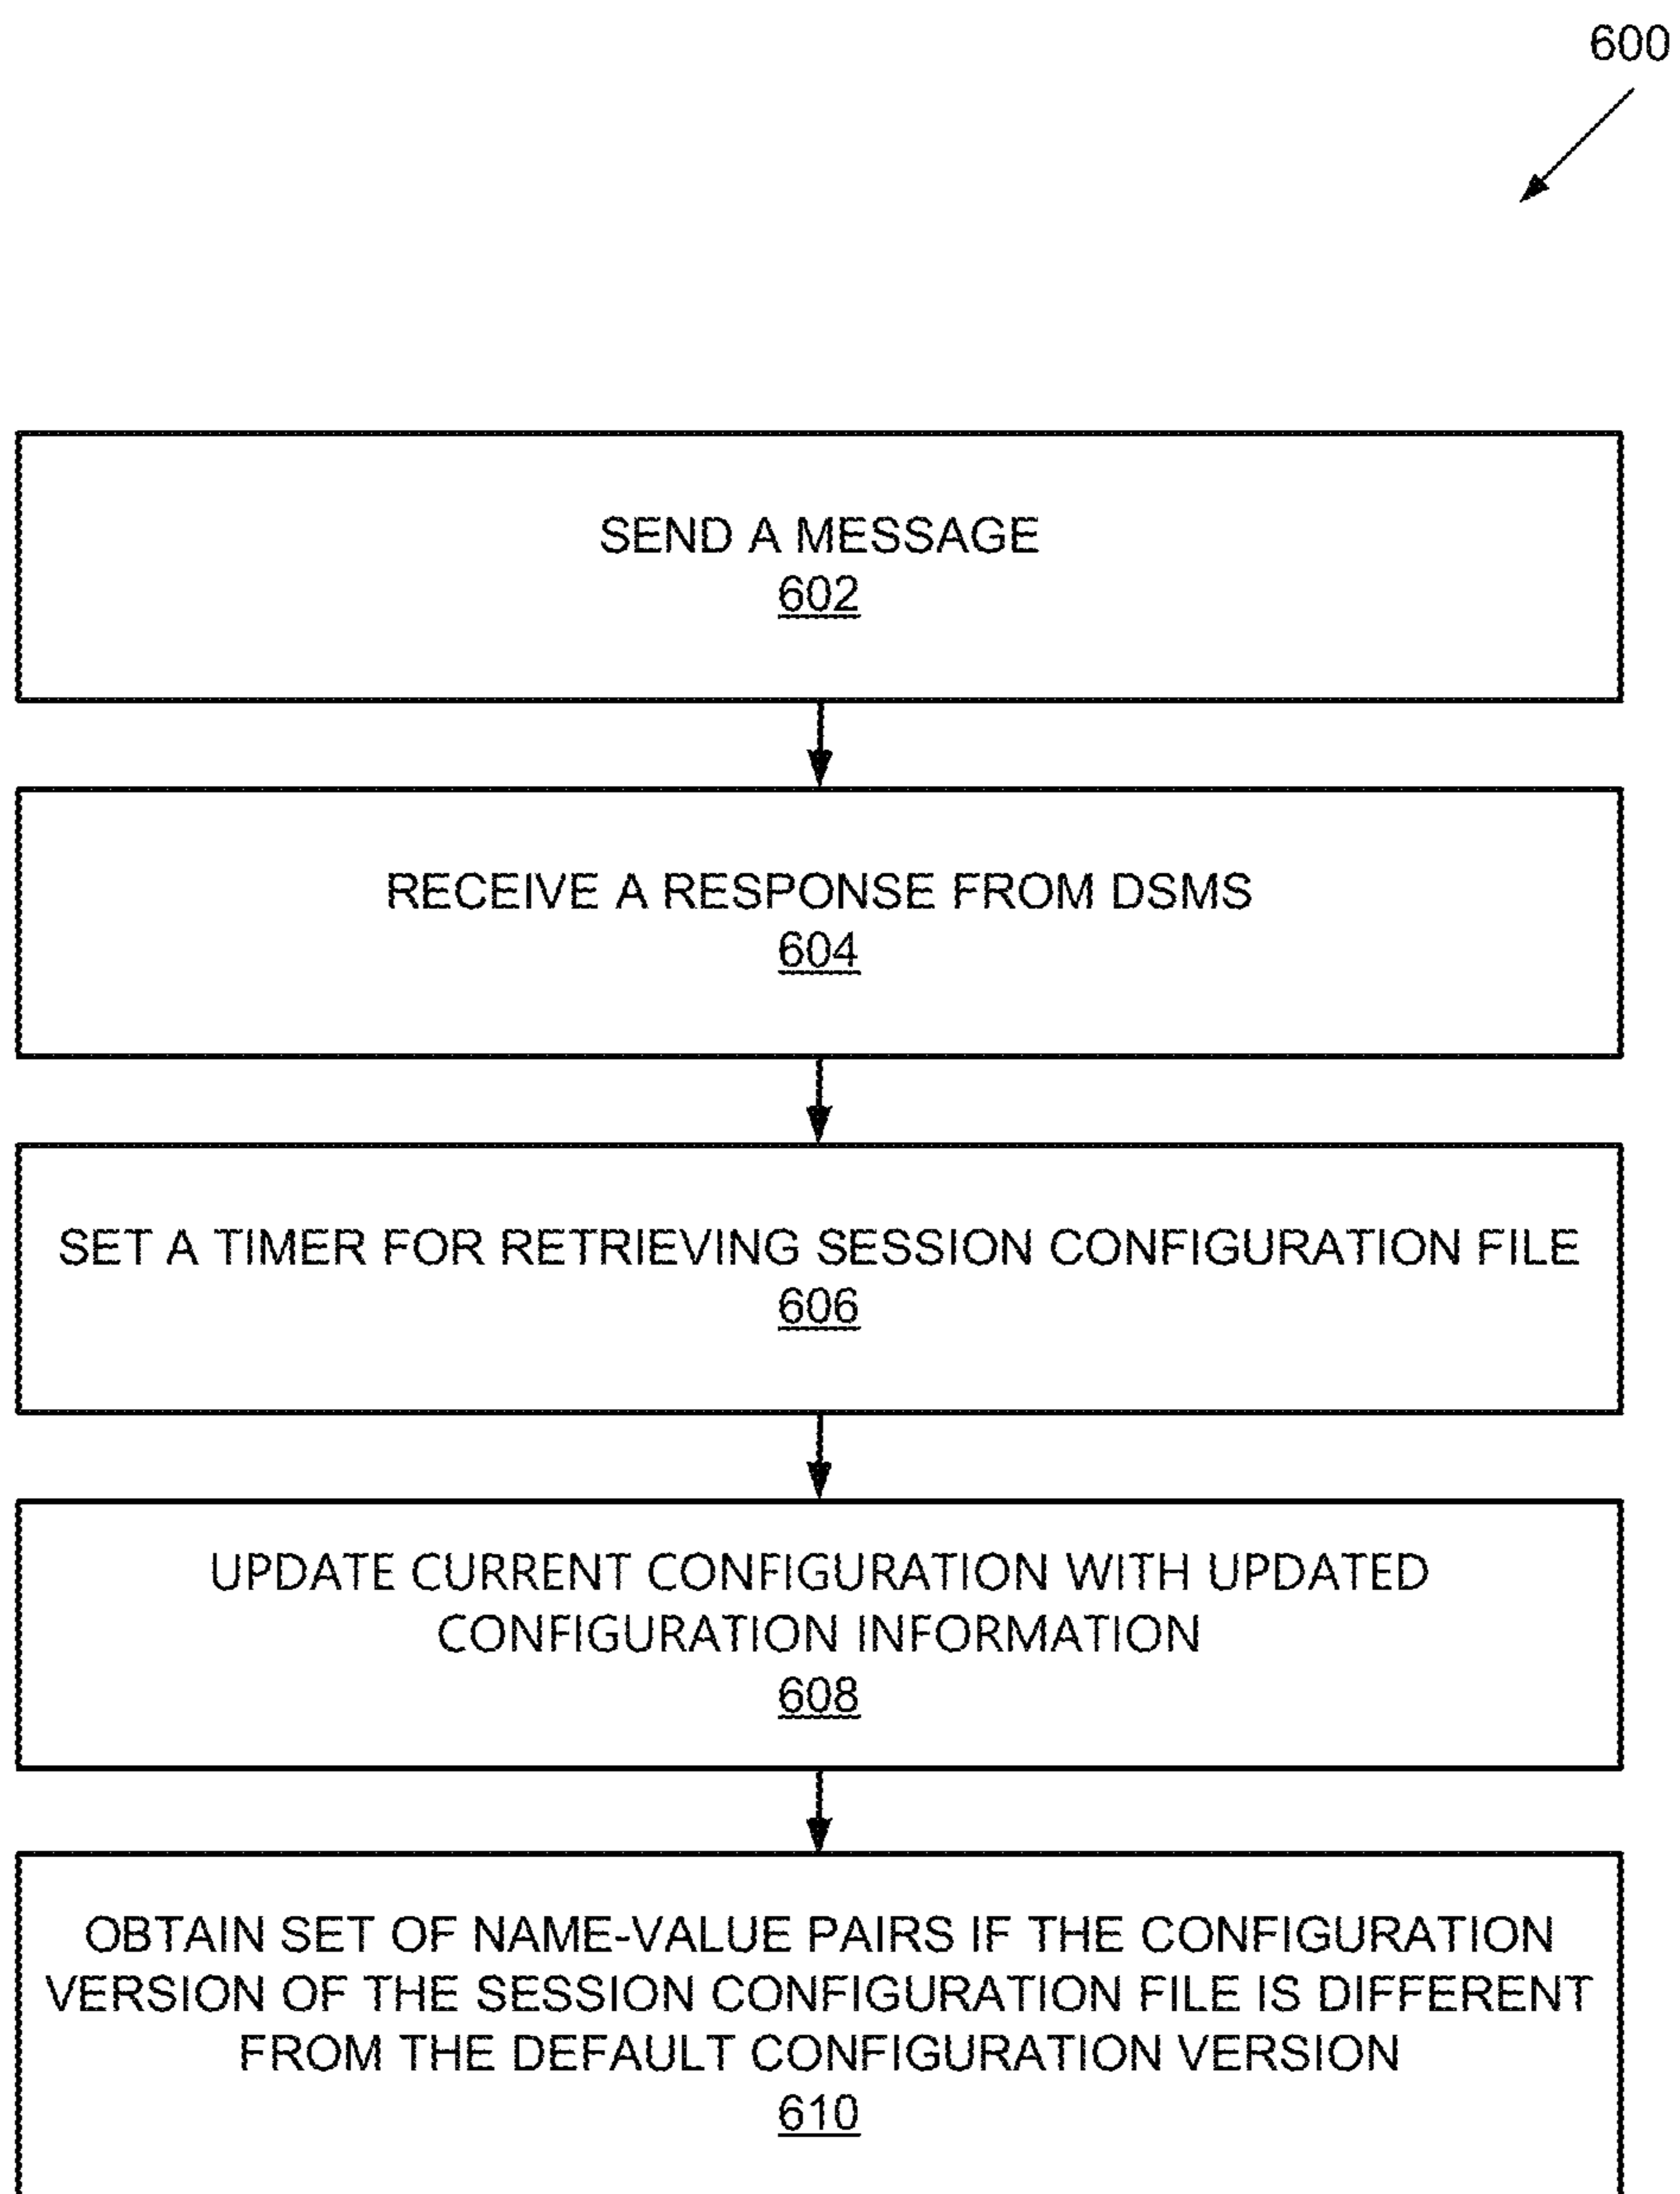 600
SEND A MESSAGE
602
RECEIVE A RESPONSE FROM DSMS
604
SET A TIMER FOR RETRIEVING SESSION CONFIGURATION FILE
606
UPDATE CURRENT CONFIGURATION WITH UPDATED
CONFIGURATION INFORMATION
608
OBTAIN SET OF NAME-VALUE PAIRS IF THE CONFIGURATION
VERSION OF THE SESSION CONFIGURATION FILE IS DIFFERENT
FROM THE DEFAULT CONFIGURATION VERSION
610